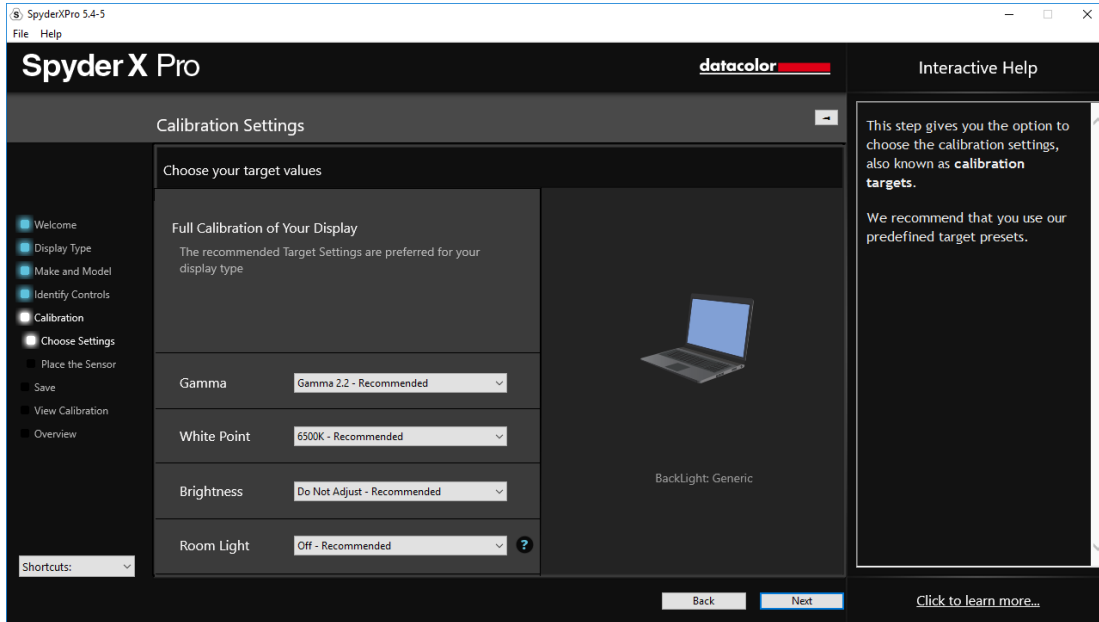 S SpyderXPro 5.4-5
File Help
Spyder X Pro
datacolor
Interactive Help
Calibration Settings
Choose your target values
Full Calibration of Your Display
The recommended Target Settings are preferred for your
display type
Welcome
Display Type
Make and Model
Identify Controls
Calibration
Choose Settings
Place the Sensor
Save
View Calibration
Overview
Gamma
Gamma 2.2 - Recommended
White Point
6500K - Recommended
Brightness
Do Not Adjust - Recommended
Room Light
Off - Recommended
?
BackLight: Generic
This step gives you the option to
choose the calibration settings,
also known as calibration
targets.
We recommend that you use our
predefined target presets.
Shortcuts:
Back
Next
Click to learn more...